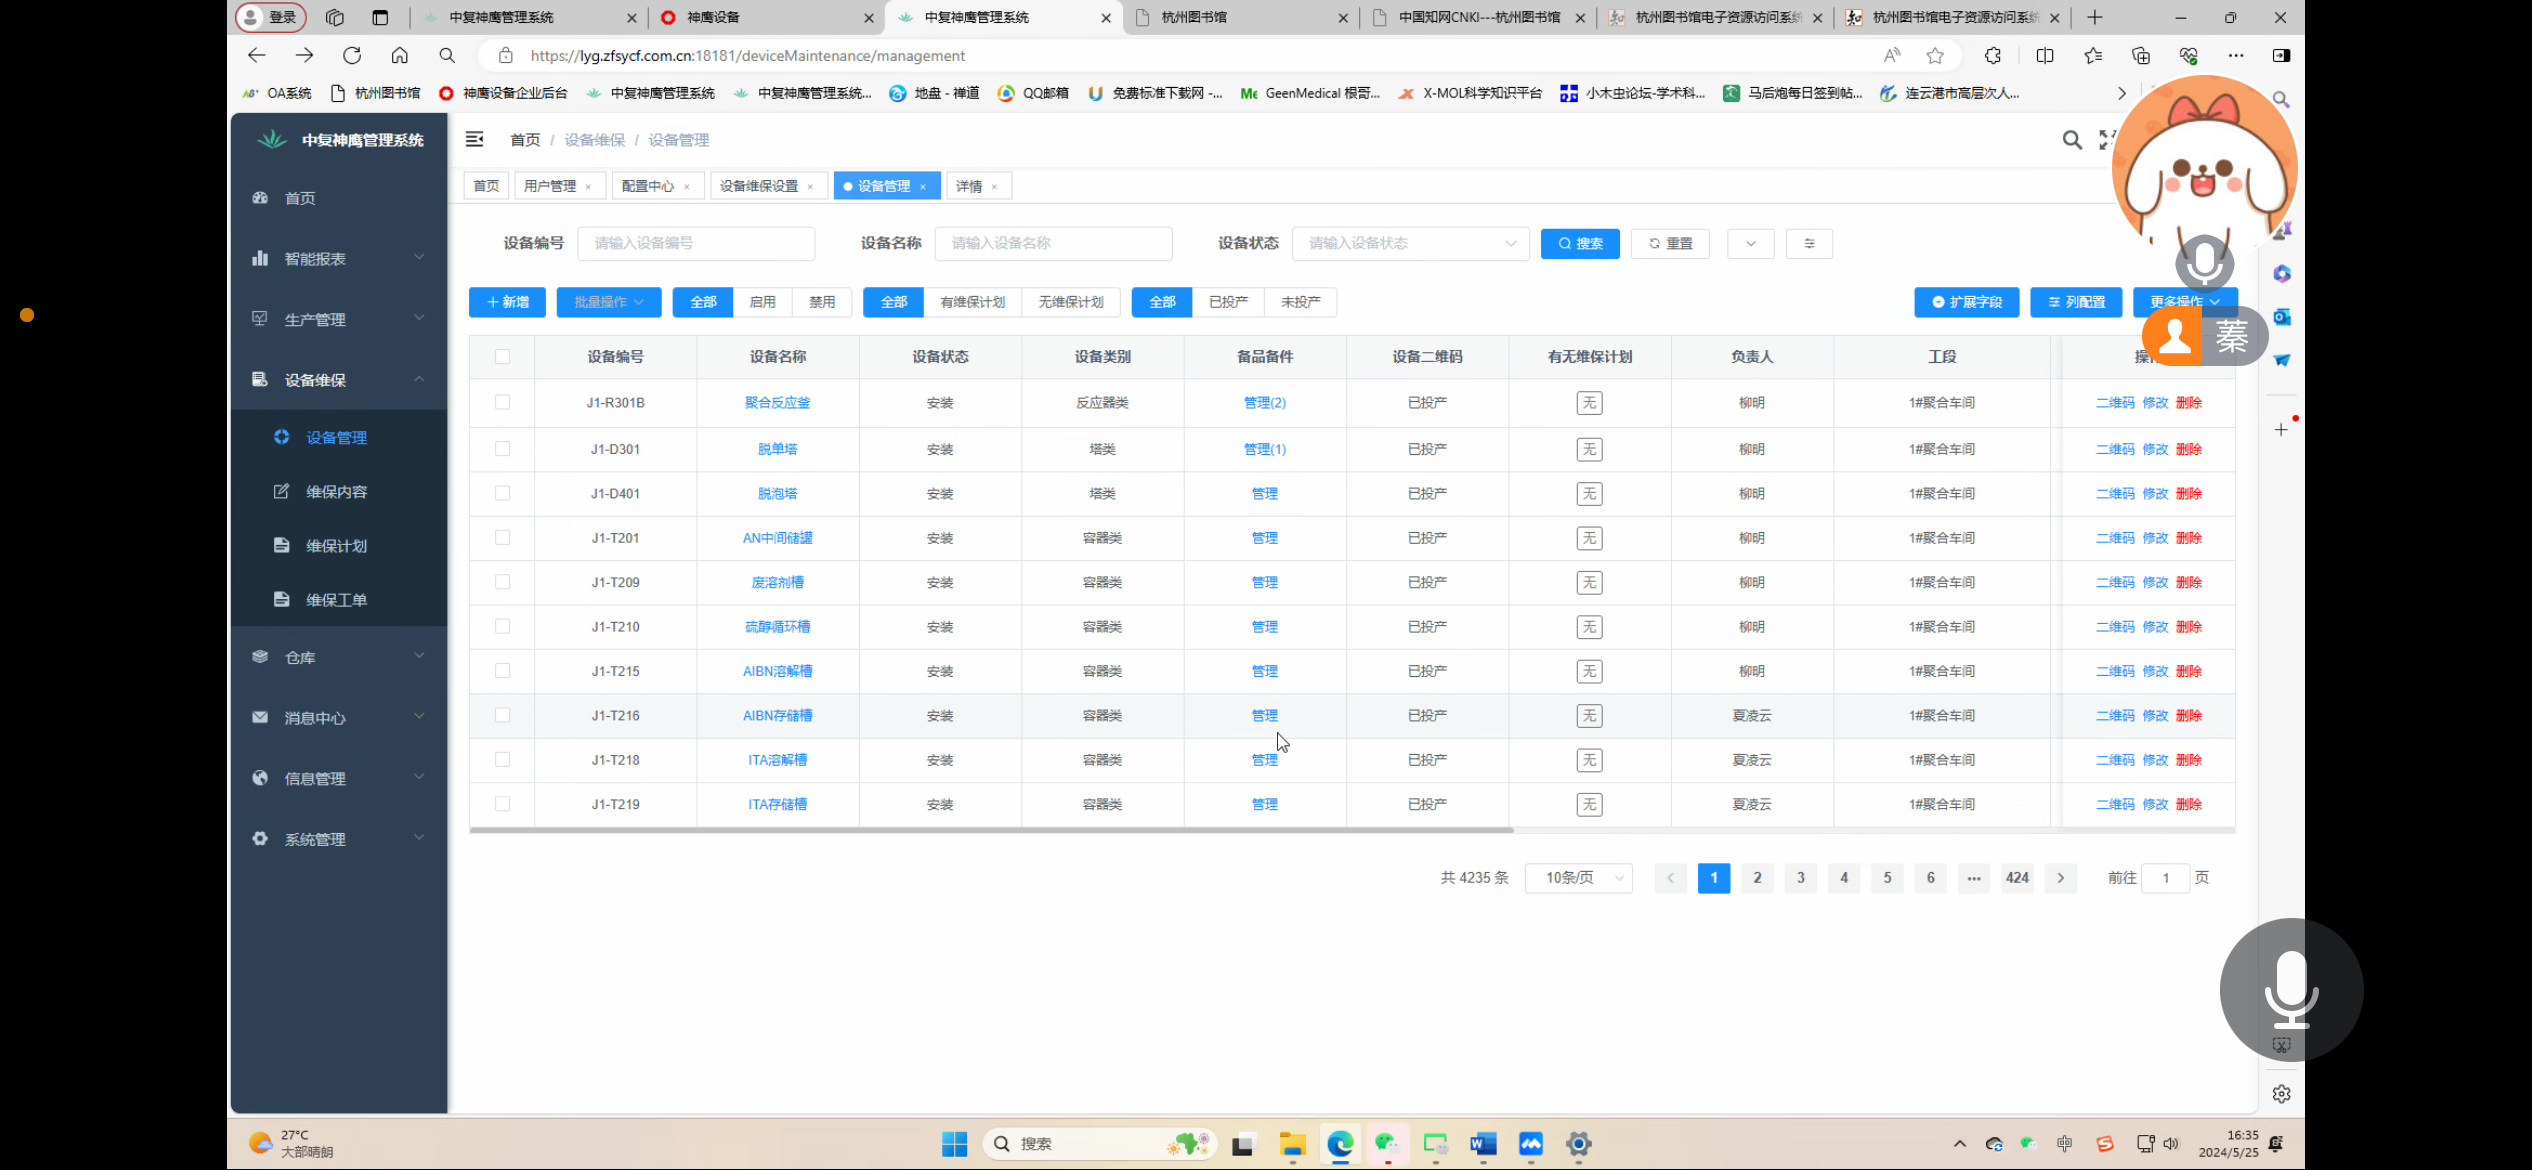 登录 中复神鹰管理系统 神鹰设备 中复神鹰管理系统 杭州图书馆 中国知网CNKI---杭州图书馆 杭州图书馆电子资源访问系统 杭州图书馆电子资源访问系统
https://lyg.zfsycf.com.cn:18181/deviceMaintenance/management
OA系统 杭州图书馆 神鹰设备企业后台 中复神鹰管理系统 中复神鹰管理系统... 地盘 - 禅道 QQ邮箱 免费标准下载网 -... GeenMedical 根哥... X-MOL科学知识平台 小木虫论坛-学术科... 马后炮每日签到帖... 连云港市高层次人...
中复神鹰管理系统 首页 / 设备维保 / 设备管理
首页 用户管理 × 配置中心 × 设备维保设置 × 设备管理 × 详情 ×
首页
智能报表
生产管理
设备维保
设备管理
维保内容
维保计划
维保工单
仓库
消息中心
信息管理
系统管理
设备编号 请输入设备编号 设备名称 请输入设备名称 设备状态 请输入设备状态 搜索 重置
+ 新增 批量操作 全部 启用 禁用 全部 有维保计划 无维保计划 全部 已投产 未投产 扩展字段 列配置 更多操作
蓁
设备编号 设备名称 设备状态 设备类别 备品备件 设备二维码 有无维保计划 负责人 工段
J1-R301B 聚合反应釜 安装 反应器类 管理(2) 已投产 无 柳明 1#聚合车间 二维码 修改 删除
J1-D301 脱单塔 安装 塔类 管理(1) 已投产 无 柳明 1#聚合车间 二维码 修改 删除
J1-D401 脱泡塔 安装 塔类 管理 已投产 无 柳明 1#聚合车间 二维码 修改 删除
J1-T201 AN中间储罐 安装 容器类 管理 已投产 无 柳明 1#聚合车间 二维码 修改 删除
J1-T209 废溶剂槽 安装 容器类 管理 已投产 无 柳明 1#聚合车间 二维码 修改 删除
J1-T210 硫醇循环槽 安装 容器类 管理 已投产 无 柳明 1#聚合车间 二维码 修改 删除
J1-T215 AIBN溶解槽 安装 容器类 管理 已投产 无 柳明 1#聚合车间 二维码 修改 删除
J1-T216 AIBN存储槽 安装 容器类 管理 已投产 无 夏凌云 1#聚合车间 二维码 修改 删除
J1-T218 ITA溶解槽 安装 容器类 管理 已投产 无 夏凌云 1#聚合车间 二维码 修改 删除
J1-T219 ITA存储槽 安装 容器类 管理 已投产 无 夏凌云 1#聚合车间 二维码 修改 删除
共 4235 条 10条/页 1 2 3 4 5 6 ... 424 前往 1 页
27°C
大部晴朗
搜索
中
16:35
2024/5/25